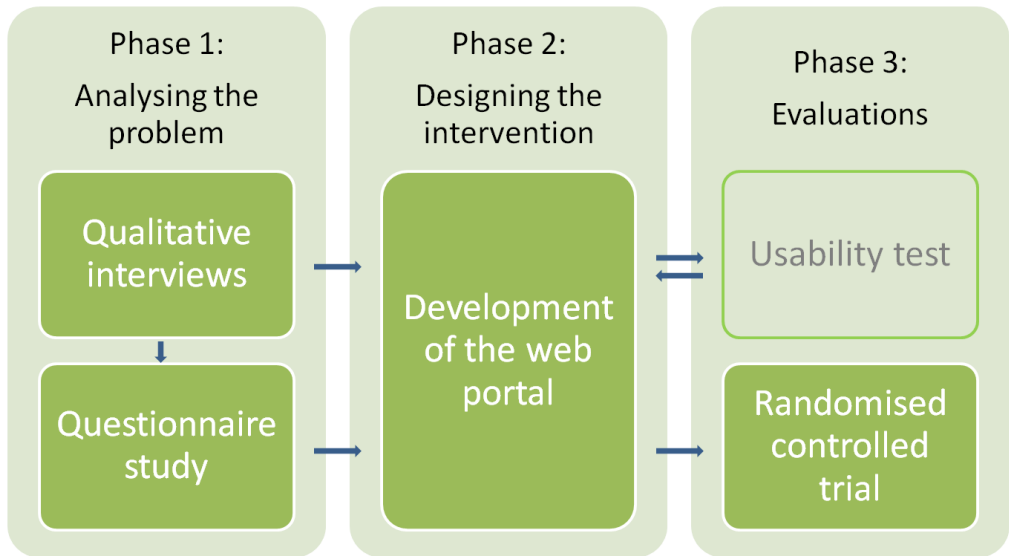 Phase 1:
Analysing the
problem
Qualitative
interviews
Questionnaire
study
Phase 2:
Designing the
intervention
Development
of the web
portal
Phase 3:
Evaluations
Usability test
Randomised
controlled
trial